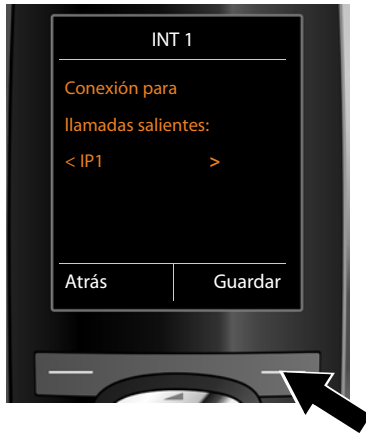 INT 1
Conexión para
llamadas salientes:
< IP1 >
Atrás Guardar